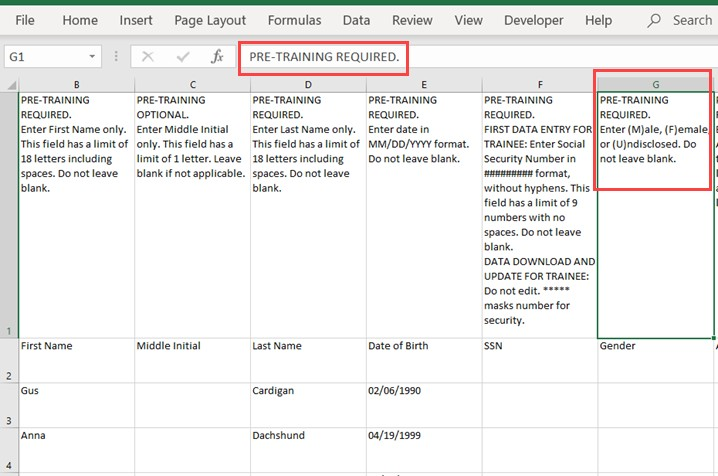 File Home Insert Page Layout Formulas Data Review View Developer Help Search
G1 fx PRE-TRAINING REQUIRED.
B C D E F G
PRE-TRAINING
REQUIRED.
Enter First Name only.
This field has a limit of
18 letters including
spaces. Do not leave
blank.
PRE-TRAINING
OPTIONAL.
Enter Middle Initial
only. This field has a
limit of 1 letter. Leave
blank if not applicable.
PRE-TRAINING
REQUIRED.
Enter Last Name only.
This field has a limit of
18 letters including
spaces. Do not leave
blank.
PRE-TRAINING
REQUIRED.
Enter date in
MM/DD/YYYY format.
Do not leave blank.
PRE-TRAINING
REQUIRED.
FIRST DATA ENTRY FOR
TRAINEE: Enter Social
Security Number in
######### format,
without hyphens. This
field has a limit of 9
numbers with no
spaces. Do not leave
blank.
DATA DOWNLOAD AND
UPDATE FOR TRAINEE:
Do not edit. *****
masks number for
security.
PRE-TRAINING
REQUIRED.
Enter (M)ale, (F)emale,
or (U)ndisclosed. Do
not leave blank.
1
First Name Middle Initial Last Name Date of Birth SSN Gender
2
Gus Cardigan 02/06/1990
3
Anna Dachshund 04/19/1999
4